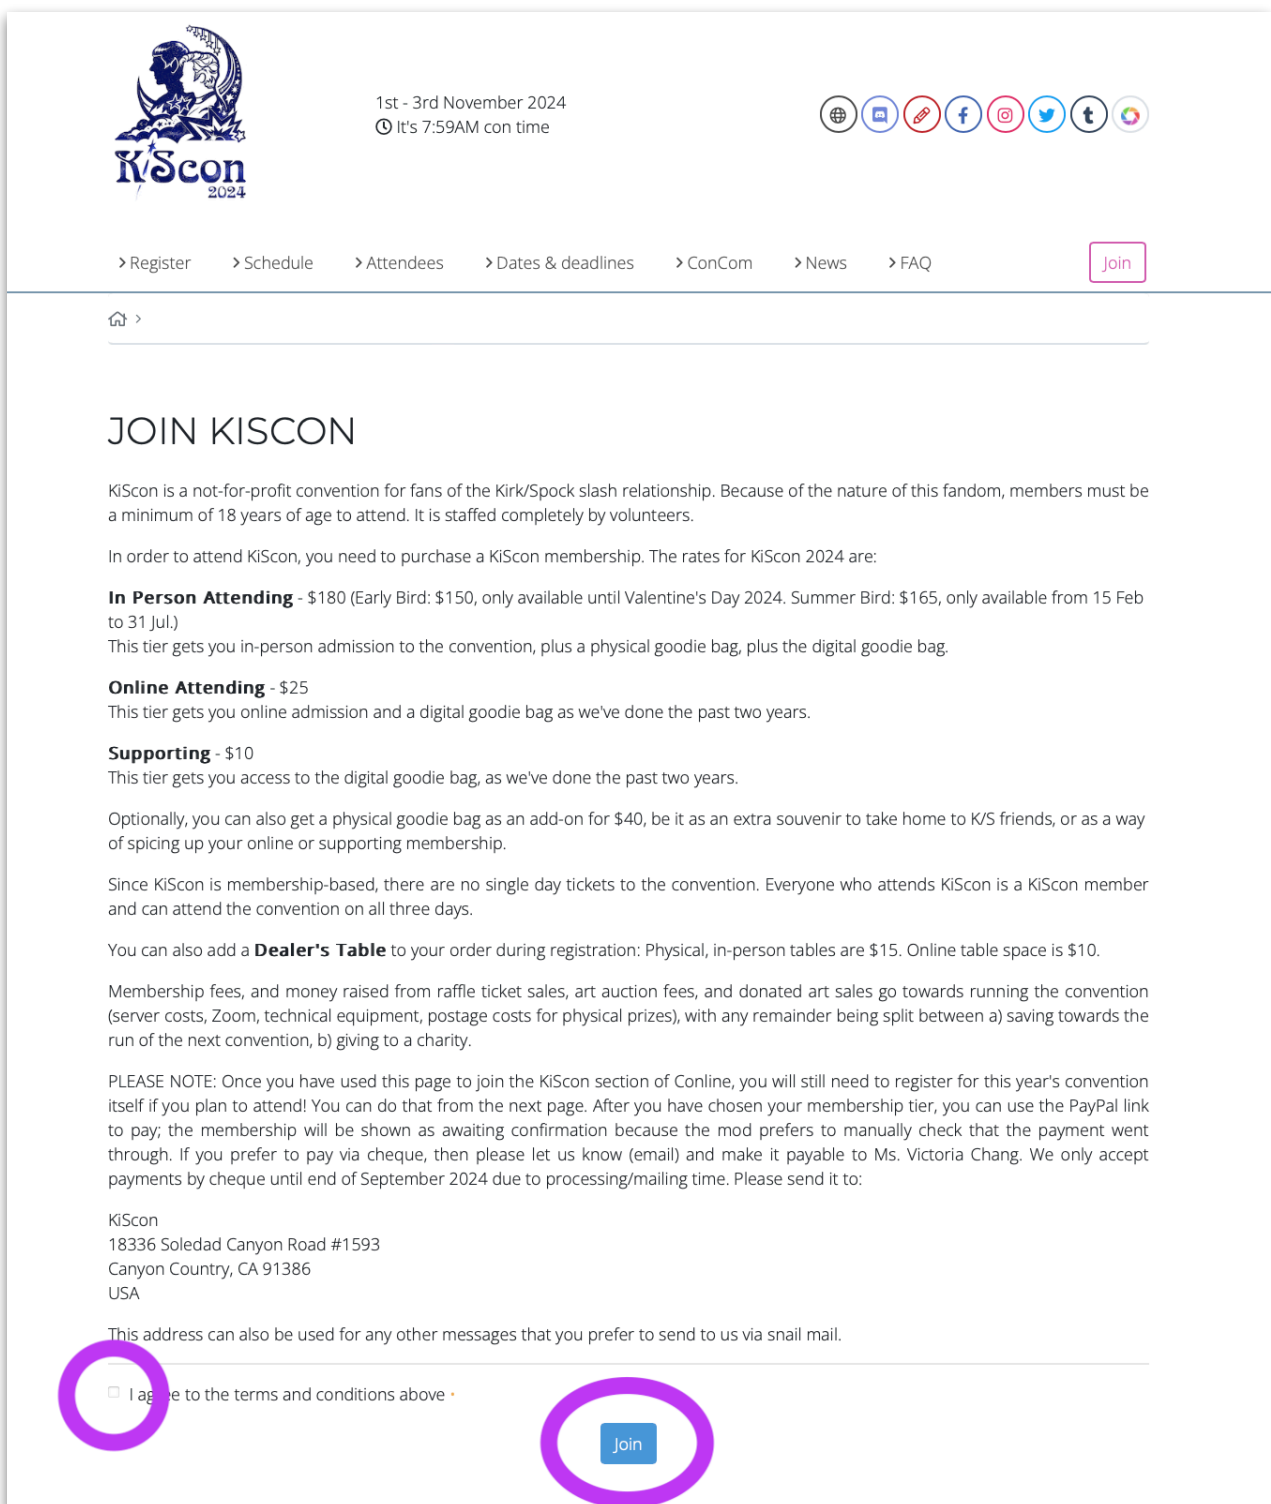 KiScon
2024
1st - 3rd November 2024
It's 7:59AM con time
Register
Schedule
Attendees
Dates & deadlines
ConCom
News
FAQ
Join
JOIN KISCON
KiScon is a not-for-profit convention for fans of the Kirk/Spock slash relationship. Because of the nature of this fandom, members must be
a minimum of 18 years of age to attend. It is staffed completely by volunteers.
In order to attend KiScon, you need to purchase a KiScon membership. The rates for KiScon 2024 are:
In Person Attending - $180 (Early Bird: $150, only available until Valentine's Day 2024. Summer Bird: $165, only available from 15 Feb
to 31 Jul.)
This tier gets you in-person admission to the convention, plus a physical goodie bag, plus the digital goodie bag.
Online Attending - $25
This tier gets you online admission and a digital goodie bag as we've done the past two years.
Supporting - $10
This tier gets you access to the digital goodie bag, as we've done the past two years.
Optionally, you can also get a physical goodie bag as an add-on for $40, be it as an extra souvenir to take home to K/S friends, or as a way
of spicing up your online or supporting membership.
Since KiScon is membership-based, there are no single day tickets to the convention. Everyone who attends KiScon is a KiScon member
and can attend the convention on all three days.
You can also add a Dealer's Table to your order during registration: Physical, in-person tables are $15. Online table space is $10.
Membership fees, and money raised from raffle ticket sales, art auction fees, and donated art sales go towards running the convention
(server costs, Zoom, technical equipment, postage costs for physical prizes), with any remainder being split between a) saving towards the
run of the next convention, b) giving to a charity.
PLEASE NOTE: Once you have used this page to join the KiScon section of Conline, you will still need to register for this year's convention
itself if you plan to attend! You can do that from the next page. After you have chosen your membership tier, you can use the PayPal link
to pay; the membership will be shown as awaiting confirmation because the mod prefers to manually check that the payment went
through. If you prefer to pay via cheque, then please let us know (email) and make it payable to Ms. Victoria Chang. We only accept
payments by cheque until end of September 2024 due to processing/mailing time. Please send it to:
KiScon
18336 Soledad Canyon Road #1593
Canyon Country, CA 91386
USA
This address can also be used for any other messages that you prefer to send to us via snail mail.
I agree to the terms and conditions above
Join